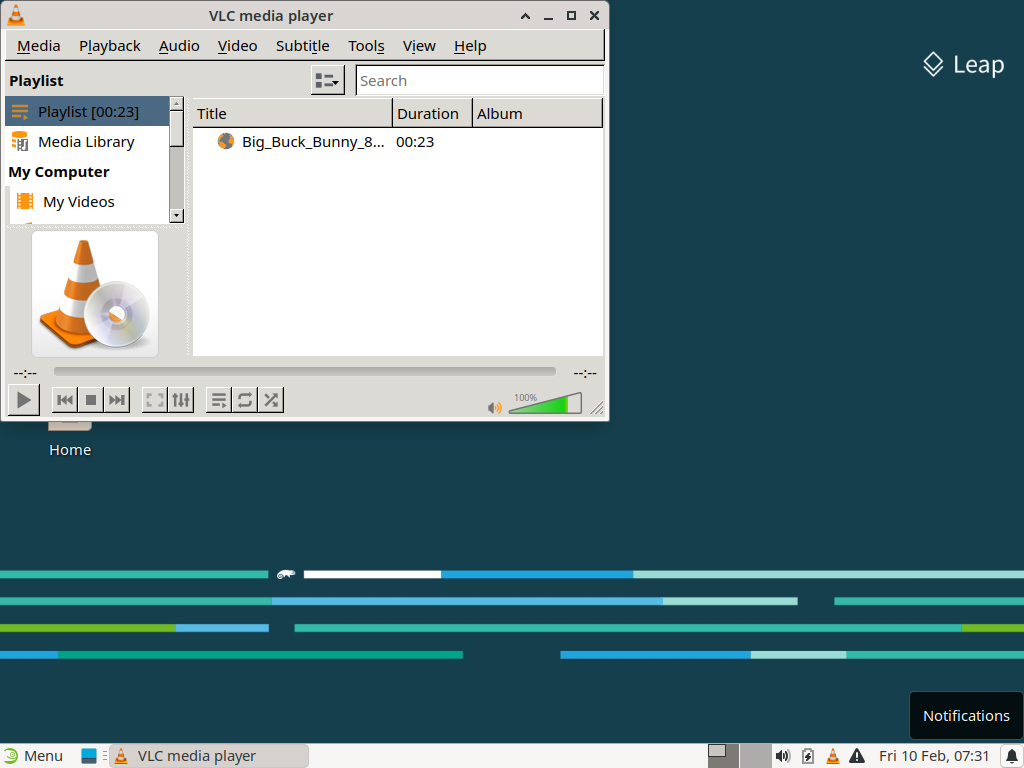 VLC media player
Media Playback Audio Video Subtitle Tools View Help
Playlist
Search
Playlist [00:23]
Media Library
My Computer
My Videos
Title Duration Album
Big_Buck_Bunny_8... 00:23
--:-- --:--
100%
Leap
Home
Notifications
Menu VLC media player Fri 10 Feb, 07:31